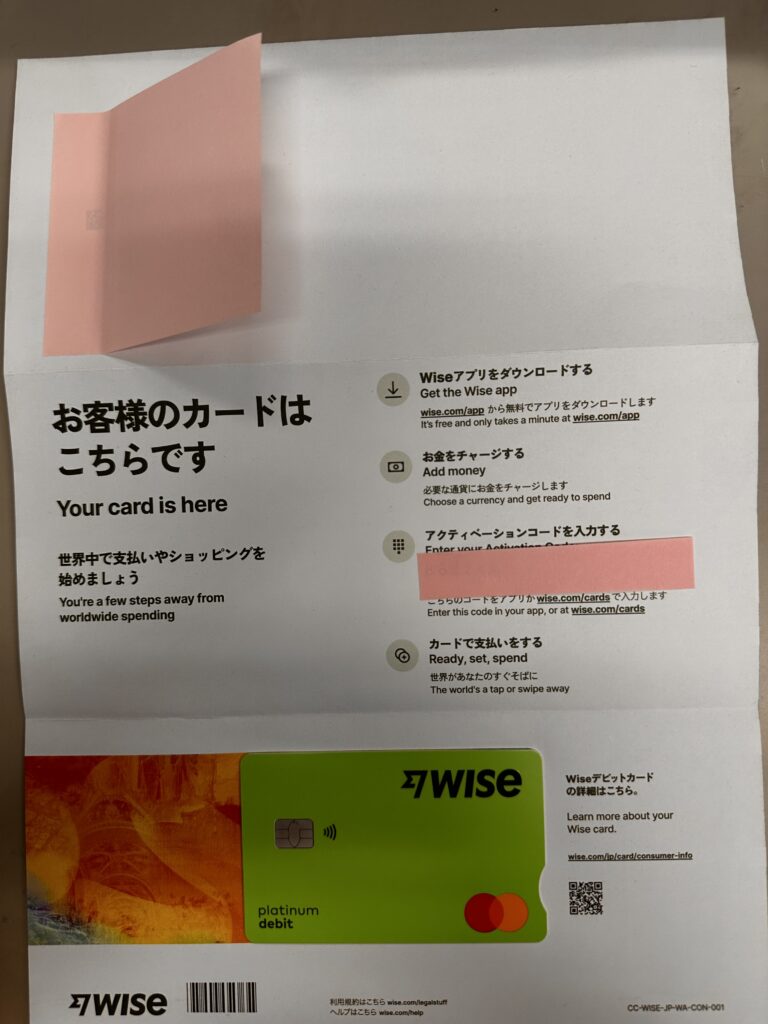 お客様のカードは
こちらです
Your card is here
世界中で支払いやショッピングを
始めましょう
You're a few steps away from
worldwide spending
Wiseアプリをダウンロードする
Get the Wise app
wise.com/app から無料でアプリをダウンロードします
It's free and only takes a minute at wise.com/app
お金をチャージする
Add money
必要な通貨にお金をチャージします
Choose a currency and get ready to spend
アクティベーションコードを入力する
Enter your Activation Code
こちらのコードをアプリか wise.com/cards で入力します
Enter this code in your app, or at wise.com/cards
カードで支払いをする
Ready, set, spend
世界があなたのすぐそばに
The world's a tap or swipe away
WISE
platinum
debit
Wiseデビットカード
の詳細はこちら。
Learn more about your
Wise card.
wise.com/jp/card/consumer-info
WISE
利用規約はこちら wise.com/legalstuff
ヘルプはこちら wise.com/help
CC-WISE-JP-WA-CON-001